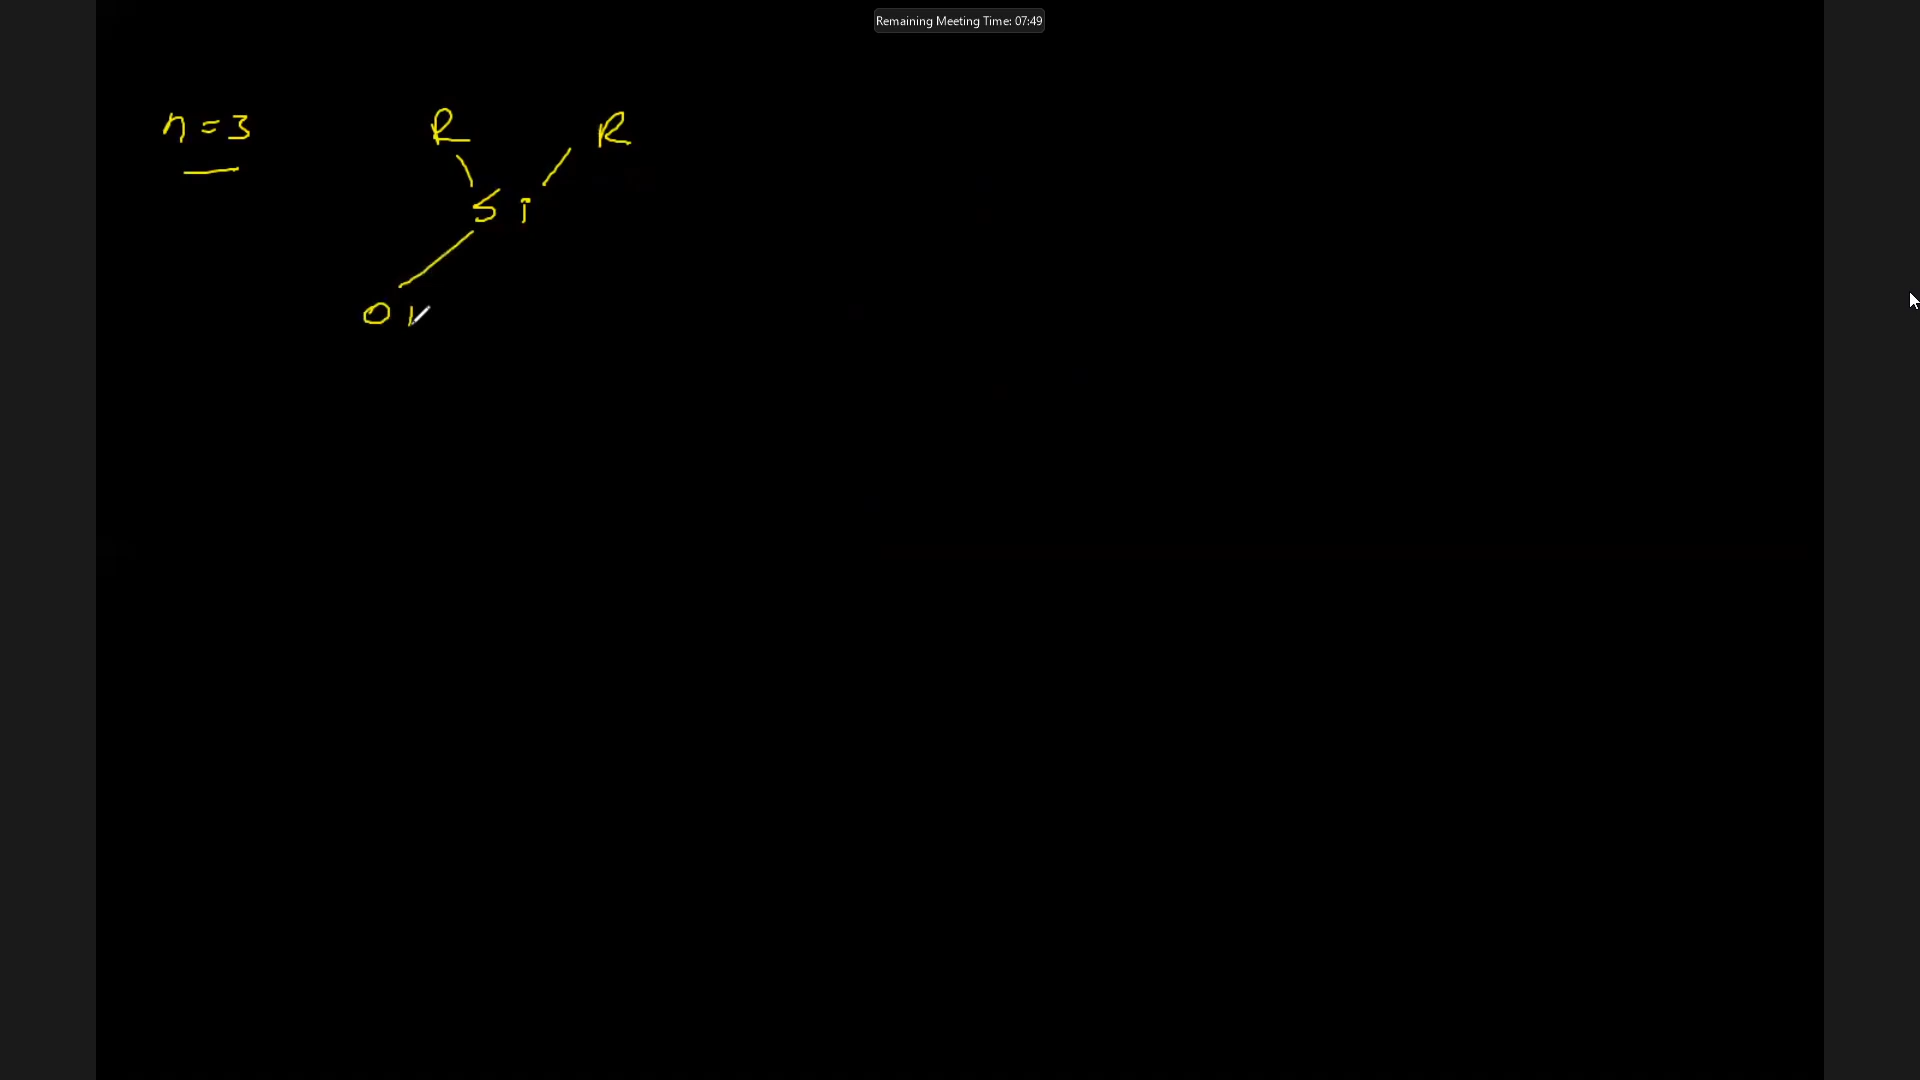 Remaining Meeting Time: 07:49
n = 3
R R
Si
O